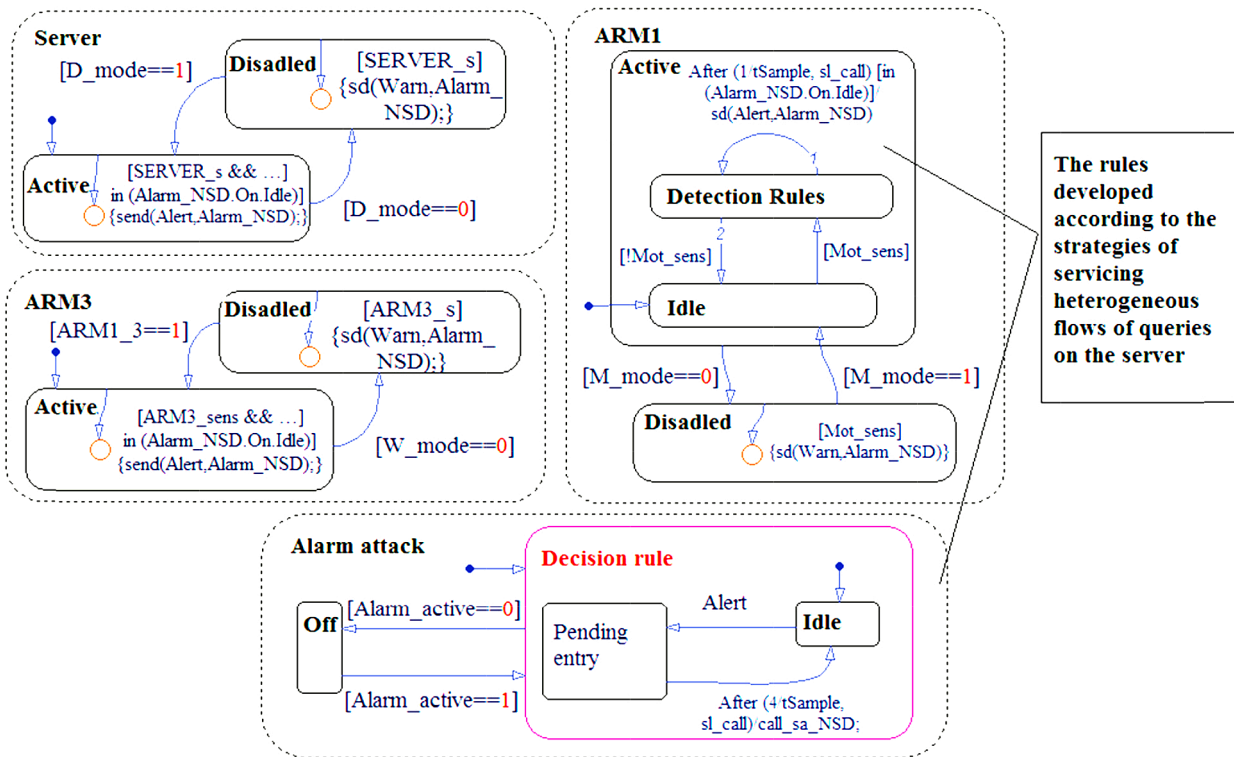 Server
[D_mode==1]
Disadled
[SERVER_s]
{sd(Warn,Alarm_
NSD);}
Active
[SERVER_s && ...]
in (Alarm_NSD.On.Idle)]
{send(Alert,Alarm_NSD);}
[D_mode==0]
ARM3
[ARM1_3==1]
Disadled
[ARM3_s]
{sd(Warn,Alarm_
NSD);}
Active
[ARM3_sens && ...]
in (Alarm_NSD.On.Idle)]
{send(Alert,Alarm_NSD);}
[W_mode==0]
ARM1
Active
After (1/tSample, sl_call) [in
(Alarm_NSD.On.Idle)]/
sd(Alert,Alarm_NSD)
1
Detection Rules
2
[!Mot_sens]
[Mot_sens]
Idle
[M_mode==0]
[M_mode==1]
Disadled
[Mot_sens]
{sd(Warn,Alarm_NSD)}
The rules
developed
according to the
strategies of
servicing
heterogeneous
flows of queries
on the server
Alarm attack
Decision rule
Off
[Alarm_active==0]
[Alarm_active==1]
Pending
entry
Alert
Idle
After (4/tSample,
sl_call)/call_sa_NSD;